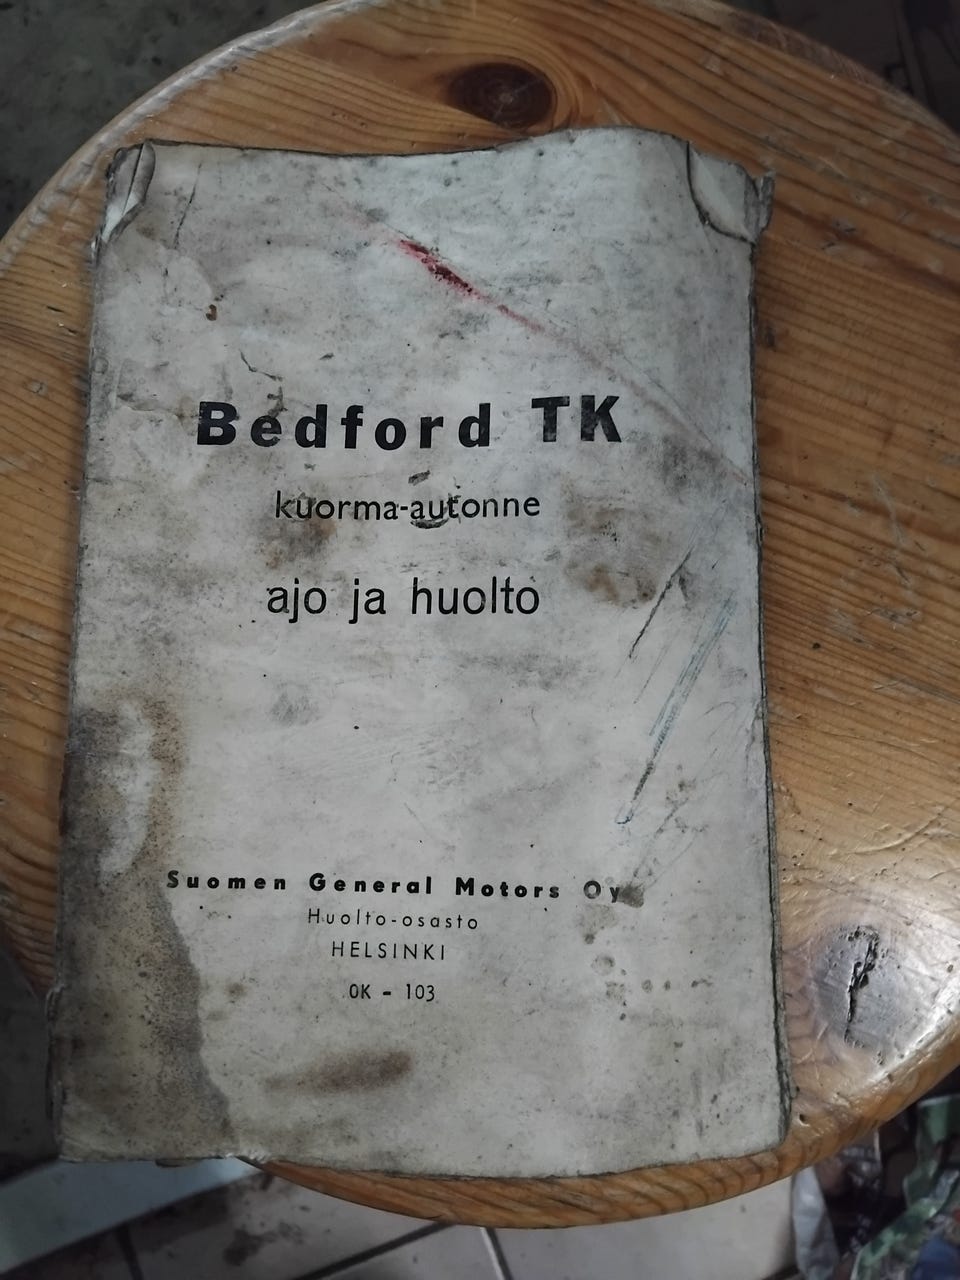 Bedford TK
kuorma-autonne
ajo ja huolto
Suomen General Motors Oy
Huolto-osasto
HELSINKI
OK - 103